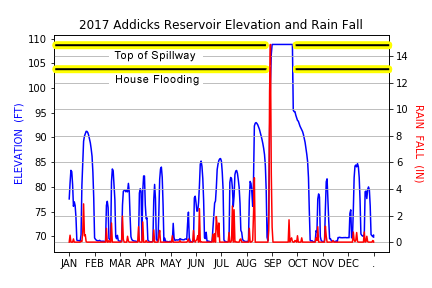 2017 Addicks Reservoir Elevation and Rain Fall
ELEVATION (FT)
110
105
100
95
90
85
80
75
70
Top of Spillway
House Flooding
14
12
10
8
6
4
2
0
RAIN FALL (IN)
JAN FEB MAR APR MAY JUN JUL AUG SEP OCT NOV DEC .